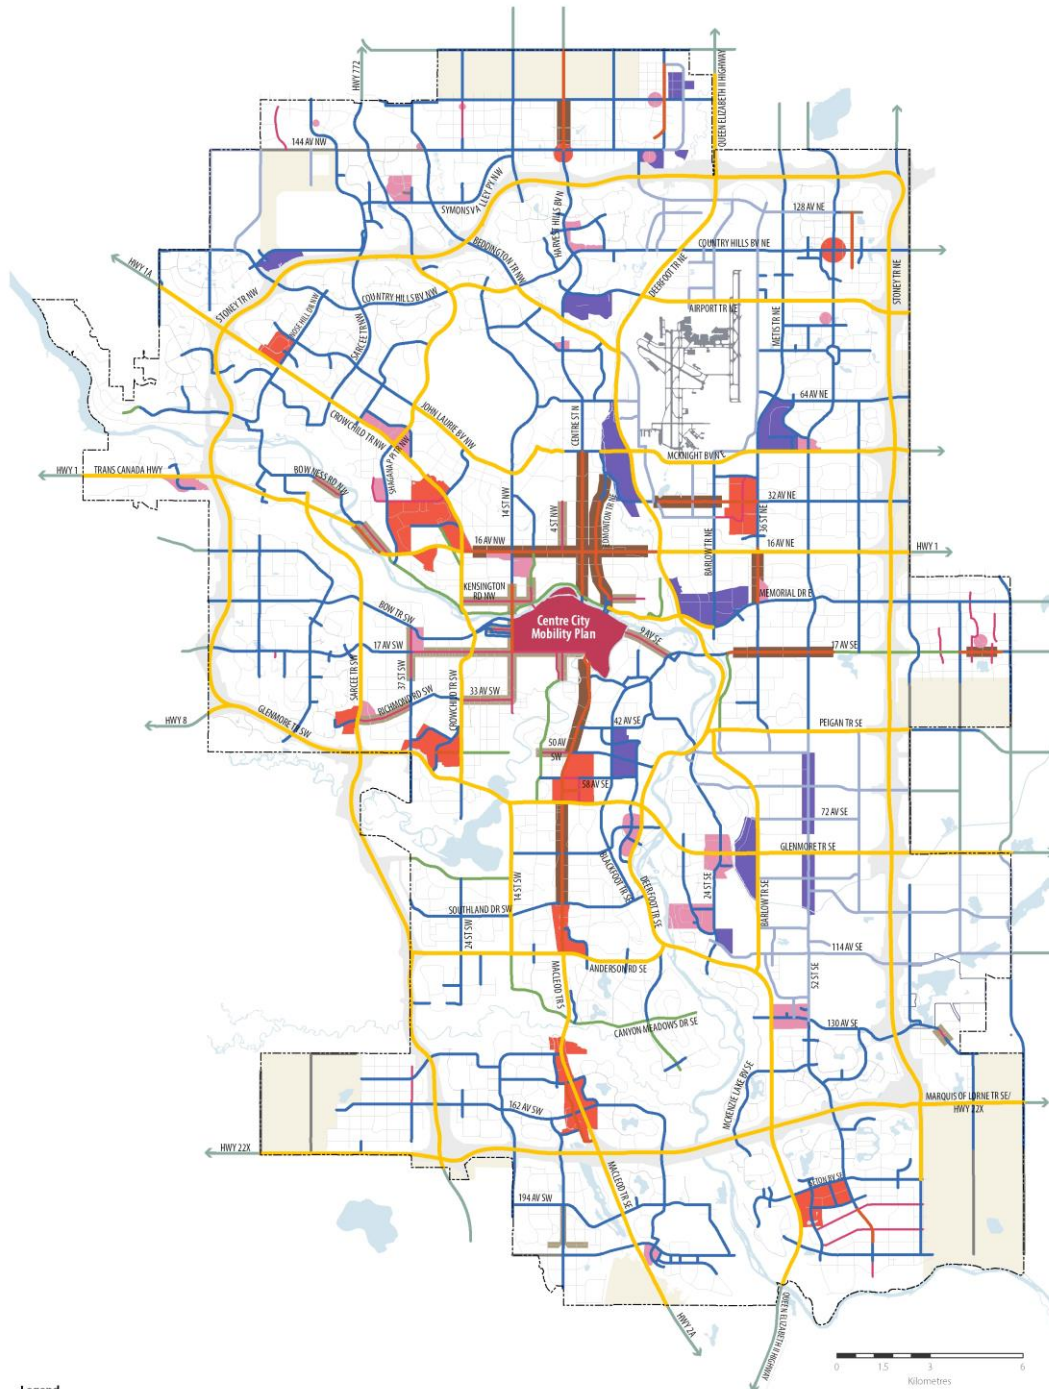 HWY 772
QUEEN ELIZABETH II HIGHWAY
144 AV NW
SYMONS VALLEY PY NW
128 AV NE
HARVEST HILLS BV N
COUNTRY HILLS BV NE
BEDDINGTON TR NW
DEERFOOT TR NE
STONEY TR NE
HWY 1A
STONEY TR NW
COUNTRY HILLS BV NW
AIRPORT TR NE
METIS TR NE
SARCEE TR NW
64 AV NE
JOHN LAURIE BV NW
CROWCHILD TR NW
CENTRE ST N
SHAGANAPPI TR NW
MCKNIGHT BV NE
HWY 1
TRANS CANADA HWY
BOWNESS RD NW
14 ST NW
4 ST NW
EDMONTON TR NE
32 AV NE
36 ST NE
BARLOW TR NE
16 AV NW
16 AV NE
HWY 1
KENSINGTON
RD NW
MEMORIAL DR E
BOW TR SW
Centre City
Mobility Plan
9 AV SE
17 AV SW
17 AV SE
37 ST SW
SARCEE TR SW
RICHMOND RD SW
33 AV SW
CROWCHILD TR SW
HWY 8
GLENMORE TR SW
42 AV SE
PEIGAN TR SE
50 AV
SW
58 AV SE
72 AV SE
GLENMORE TR SE
BLACKFOOT TR SE
DEERFOOT TR SE
24 ST SE
BARLOW TR SE
14 ST SW
SOUTHLAND DR SW
24 ST SW
114 AV SE
ANDERSON RD SE
MACLEOD TR S
52 ST SE
CANYON MEADOWS DR SE
130 AV SE
MCKENZIE LAKE BV SE
MARQUIS OF LORNE TR SE/
HWY 22X
162 AV SW
HWY 22X
MACLEOD TR SE
SETON BV SE
194 AV SW
QUEEN ELIZABETH II HIGHWAY
HWY 2A
0 1.5 3 6
Kilometres